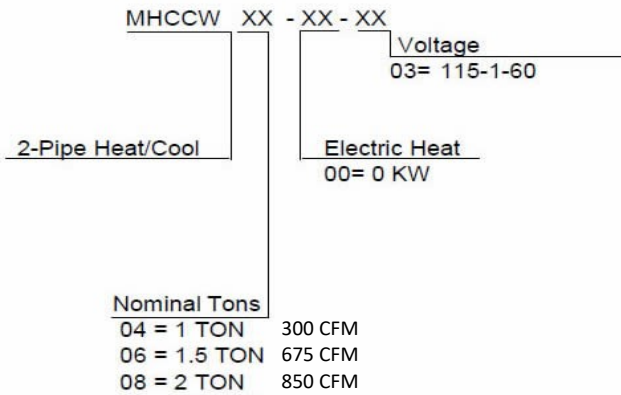 MHCCW XX - XX - XX
Voltage
03= 115-1-60
2-Pipe Heat/Cool
Electric Heat
00= 0 KW
Nominal Tons
04 = 1 TON 300 CFM
06 = 1.5 TON 675 CFM
08 = 2 TON 850 CFM